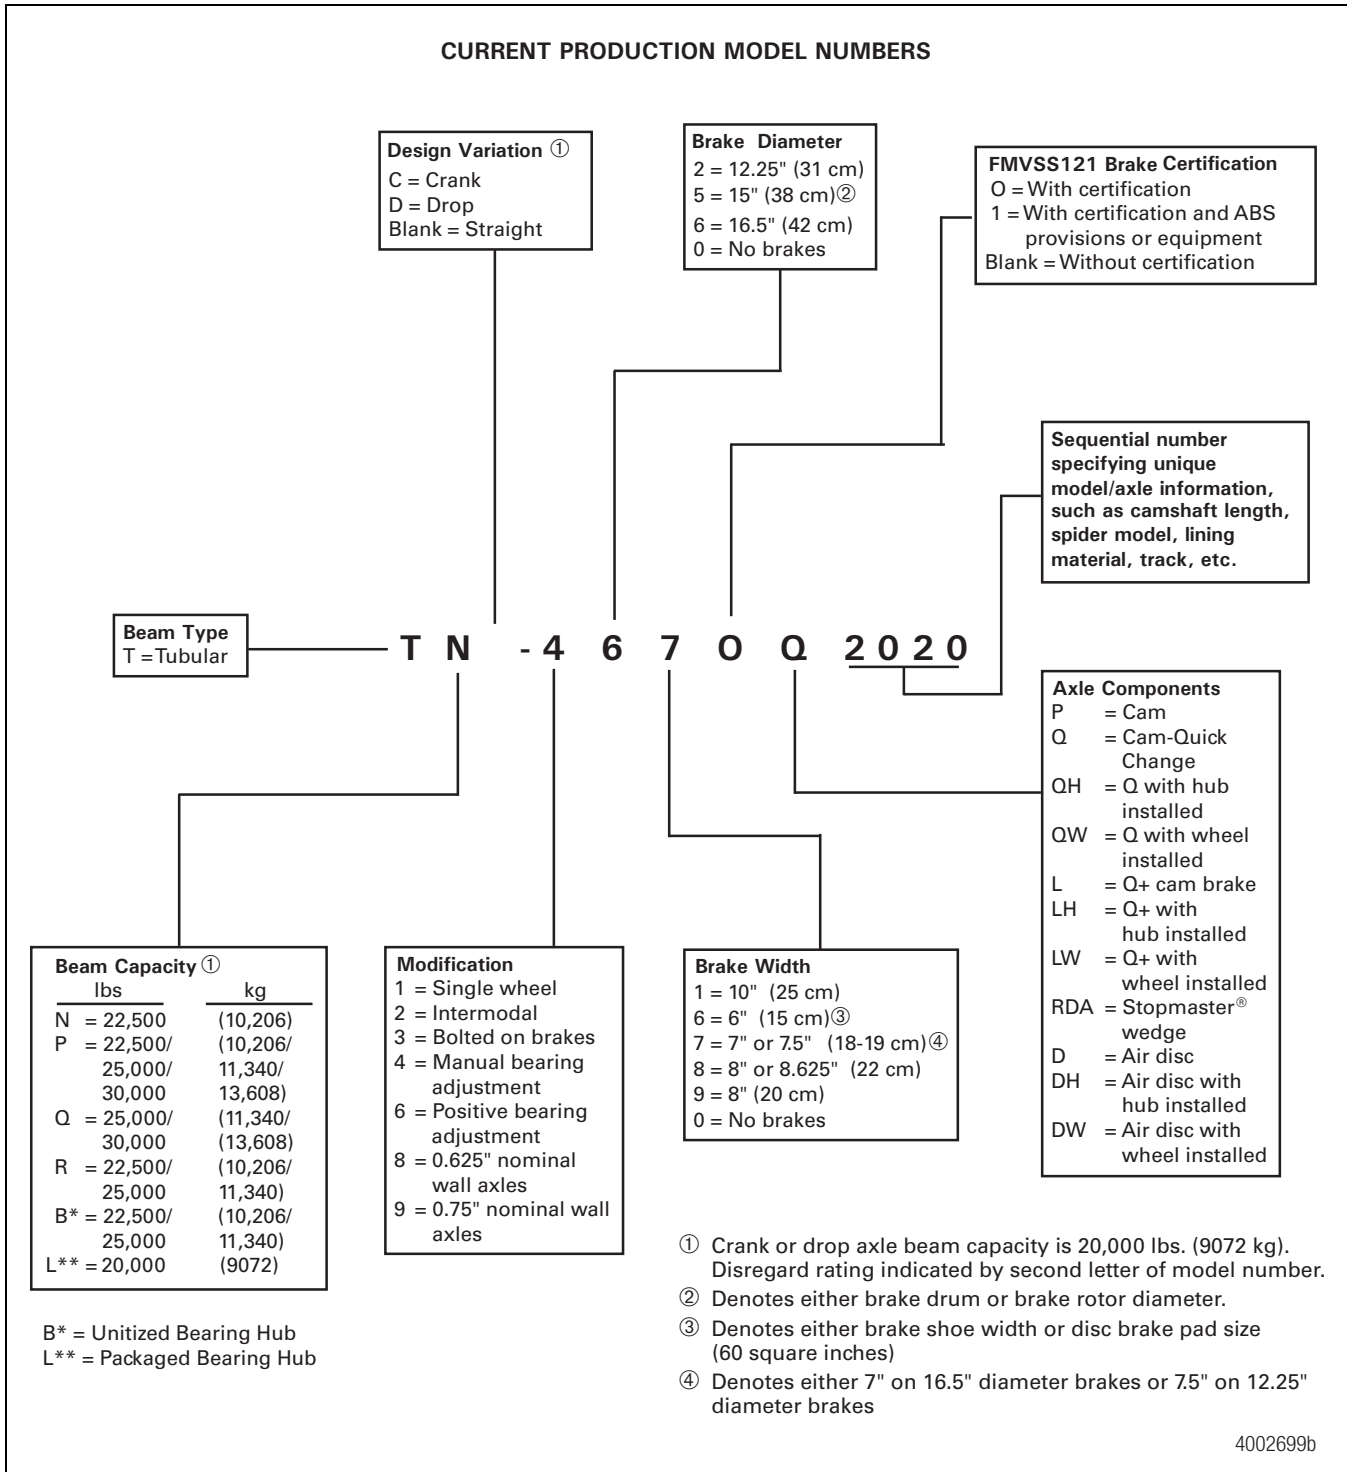 CURRENT PRODUCTION MODEL NUMBERS
Design Variation ①
C = Crank
D = Drop
Blank = Straight
Brake Diameter
2 = 12.25" (31 cm)
5 = 15" (38 cm)②
6 = 16.5" (42 cm)
0 = No brakes
FMVSS121 Brake Certification
O = With certification
1 = With certification and ABS
provisions or equipment
Blank = Without certification
Sequential number
specifying unique
model/axle information,
such as camshaft length,
spider model, lining
material, track, etc.
Beam Type
T = Tubular
T N - 4 6 7 O Q 2 0 2 0
Axle Components
P = Cam
Q = Cam-Quick
Change
QH = Q with hub
installed
QW = Q with wheel
installed
L = Q+ cam brake
LH = Q+ with
hub installed
LW = Q+ with
wheel installed
RDA = Stopmaster®
wedge
D = Air disc
DH = Air disc with
hub installed
DW = Air disc with
wheel installed
Beam Capacity ①
lbs kg
N = 22,500 (10,206)
P = 22,500/ (10,206/
25,000/ 11,340/
30,000 13,608)
Q = 25,000/ (11,340/
30,000 (13,608)
R = 22,500/ (10,206/
25,000 11,340)
B* = 22,500/ (10,206/
25,000 11,340)
L** = 20,000 (9072)
Modification
1 = Single wheel
2 = Intermodal
3 = Bolted on brakes
4 = Manual bearing
adjustment
6 = Positive bearing
adjustment
8 = 0.625" nominal
wall axles
9 = 0.75" nominal wall
axles
Brake Width
1 = 10" (25 cm)
6 = 6" (15 cm)③
7 = 7" or 7.5" (18-19 cm)④
8 = 8" or 8.625" (22 cm)
9 = 8" (20 cm)
0 = No brakes
B* = Unitized Bearing Hub
L** = Packaged Bearing Hub
① Crank or drop axle beam capacity is 20,000 lbs. (9072 kg).
Disregard rating indicated by second letter of model number.
② Denotes either brake drum or brake rotor diameter.
③ Denotes either brake shoe width or disc brake pad size
(60 square inches)
④ Denotes either 7" on 16.5" diameter brakes or 7.5" on 12.25"
diameter brakes
4002699b